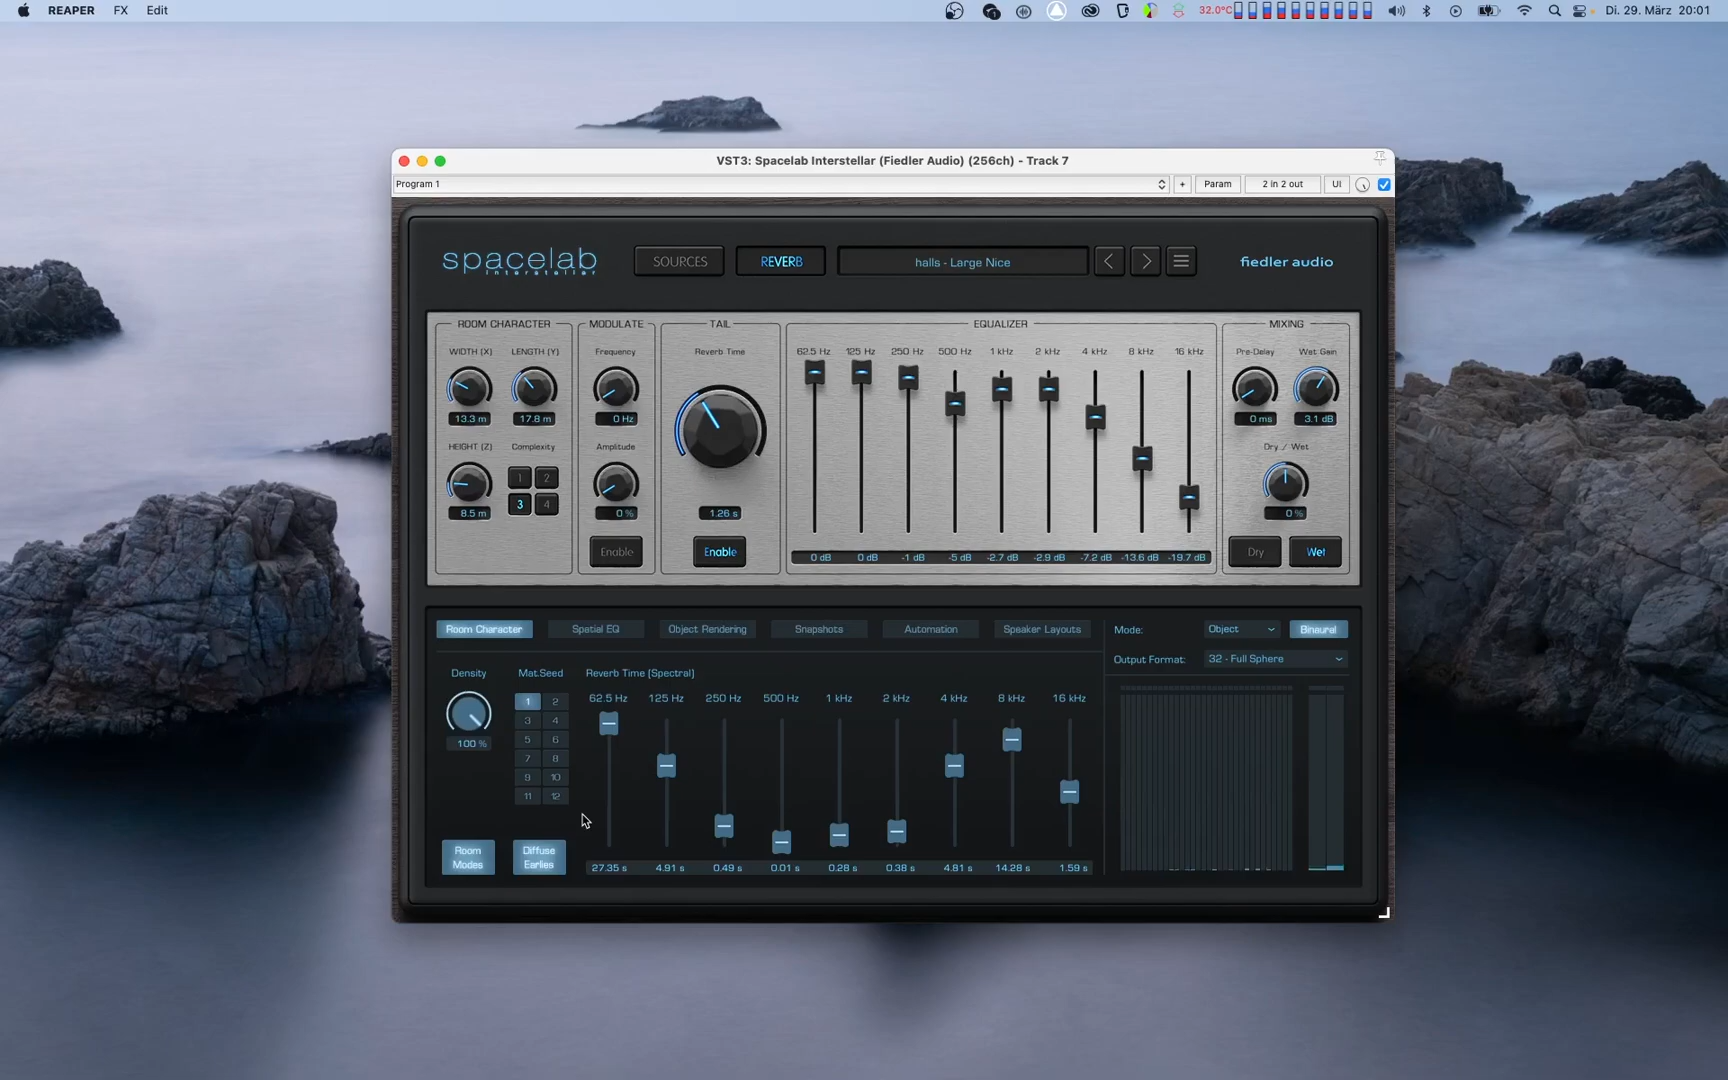 REAPER FX Edit
32.0°C
Di. 29. März 20:01
VST3: Spacelab Interstellar (Fiedler Audio) (256ch) - Track 7
Program 1 + Param 2 in 2 out UI
spacelab
interstellar
SOURCES REVERB halls - Large Nice fiedler audio
ROOM CHARACTER MODULATE TAIL EQUALIZER MIXING
WIDTH (X) LENGTH (Y) Frequency Reverb Time 62.5 Hz 125 Hz 250 Hz 500 Hz 1 kHz 2 kHz 4 kHz 8 kHz 16 kHz Pre-Delay Wet Gain
13.3 m 17.8 m 0 Hz 0 ms 3.1 dB
HEIGHT (Z) Complexity Amplitude Dry / Wet
1 2
3 4
8.5 m 0 % 1.26 s 0 %
Enable Enable 0 dB 0 dB -1 dB -5 dB -2.7 dB -2.9 dB -7.2 dB -13.6 dB -19.7 dB Dry Wet
Room Character Spatial EQ Object Rendering Snapshots Automation Speaker Layouts Mode: Object Binaural
Output Format: 32 - Full Sphere
Density Mat.Seed Reverb Time (Spectral)
62.5 Hz 125 Hz 250 Hz 500 Hz 1 kHz 2 kHz 4 kHz 8 kHz 16 kHz
1 2
3 4
5 6
7 8
9 10
11 12
100 %
Room Modes
Diffuse Earlies
27.35 s 4.91 s 0.49 s 0.01 s 0.28 s 0.38 s 4.81 s 14.28 s 1.59 s